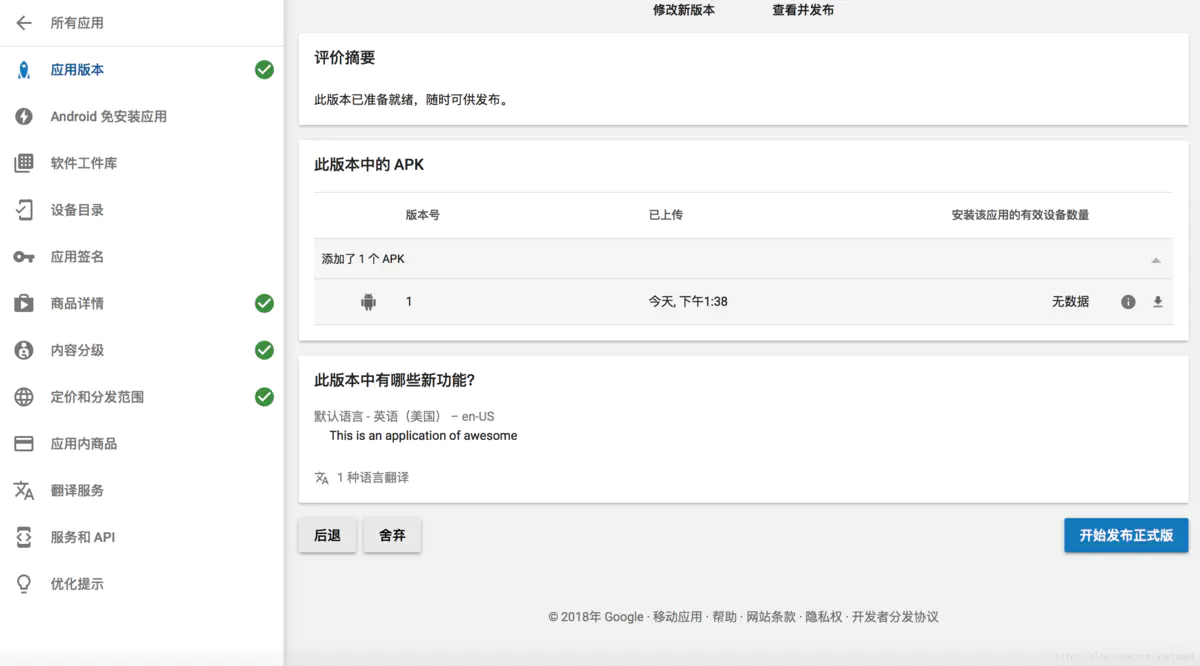 所有应用
应用版本
Android 免安装应用
软件工件库
设备目录
应用签名
商品详情
内容分级
定价和分发范围
应用内商品
翻译服务
服务和 API
优化提示
修改新版本 查看并发布
评价摘要
此版本已准备就绪，随时可供发布。
此版本中的 APK
版本号 已上传 安装该应用的有效设备数量
添加了 1 个 APK
1 今天, 下午1:38 无数据
此版本中有哪些新功能?
默认语言 - 英语（美国） – en-US
This is an application of awesome
1 种语言翻译
后退 舍弃 开始发布正式版
© 2018年 Google · 移动应用 · 帮助 · 网站条款 · 隐私权 · 开发者分发协议